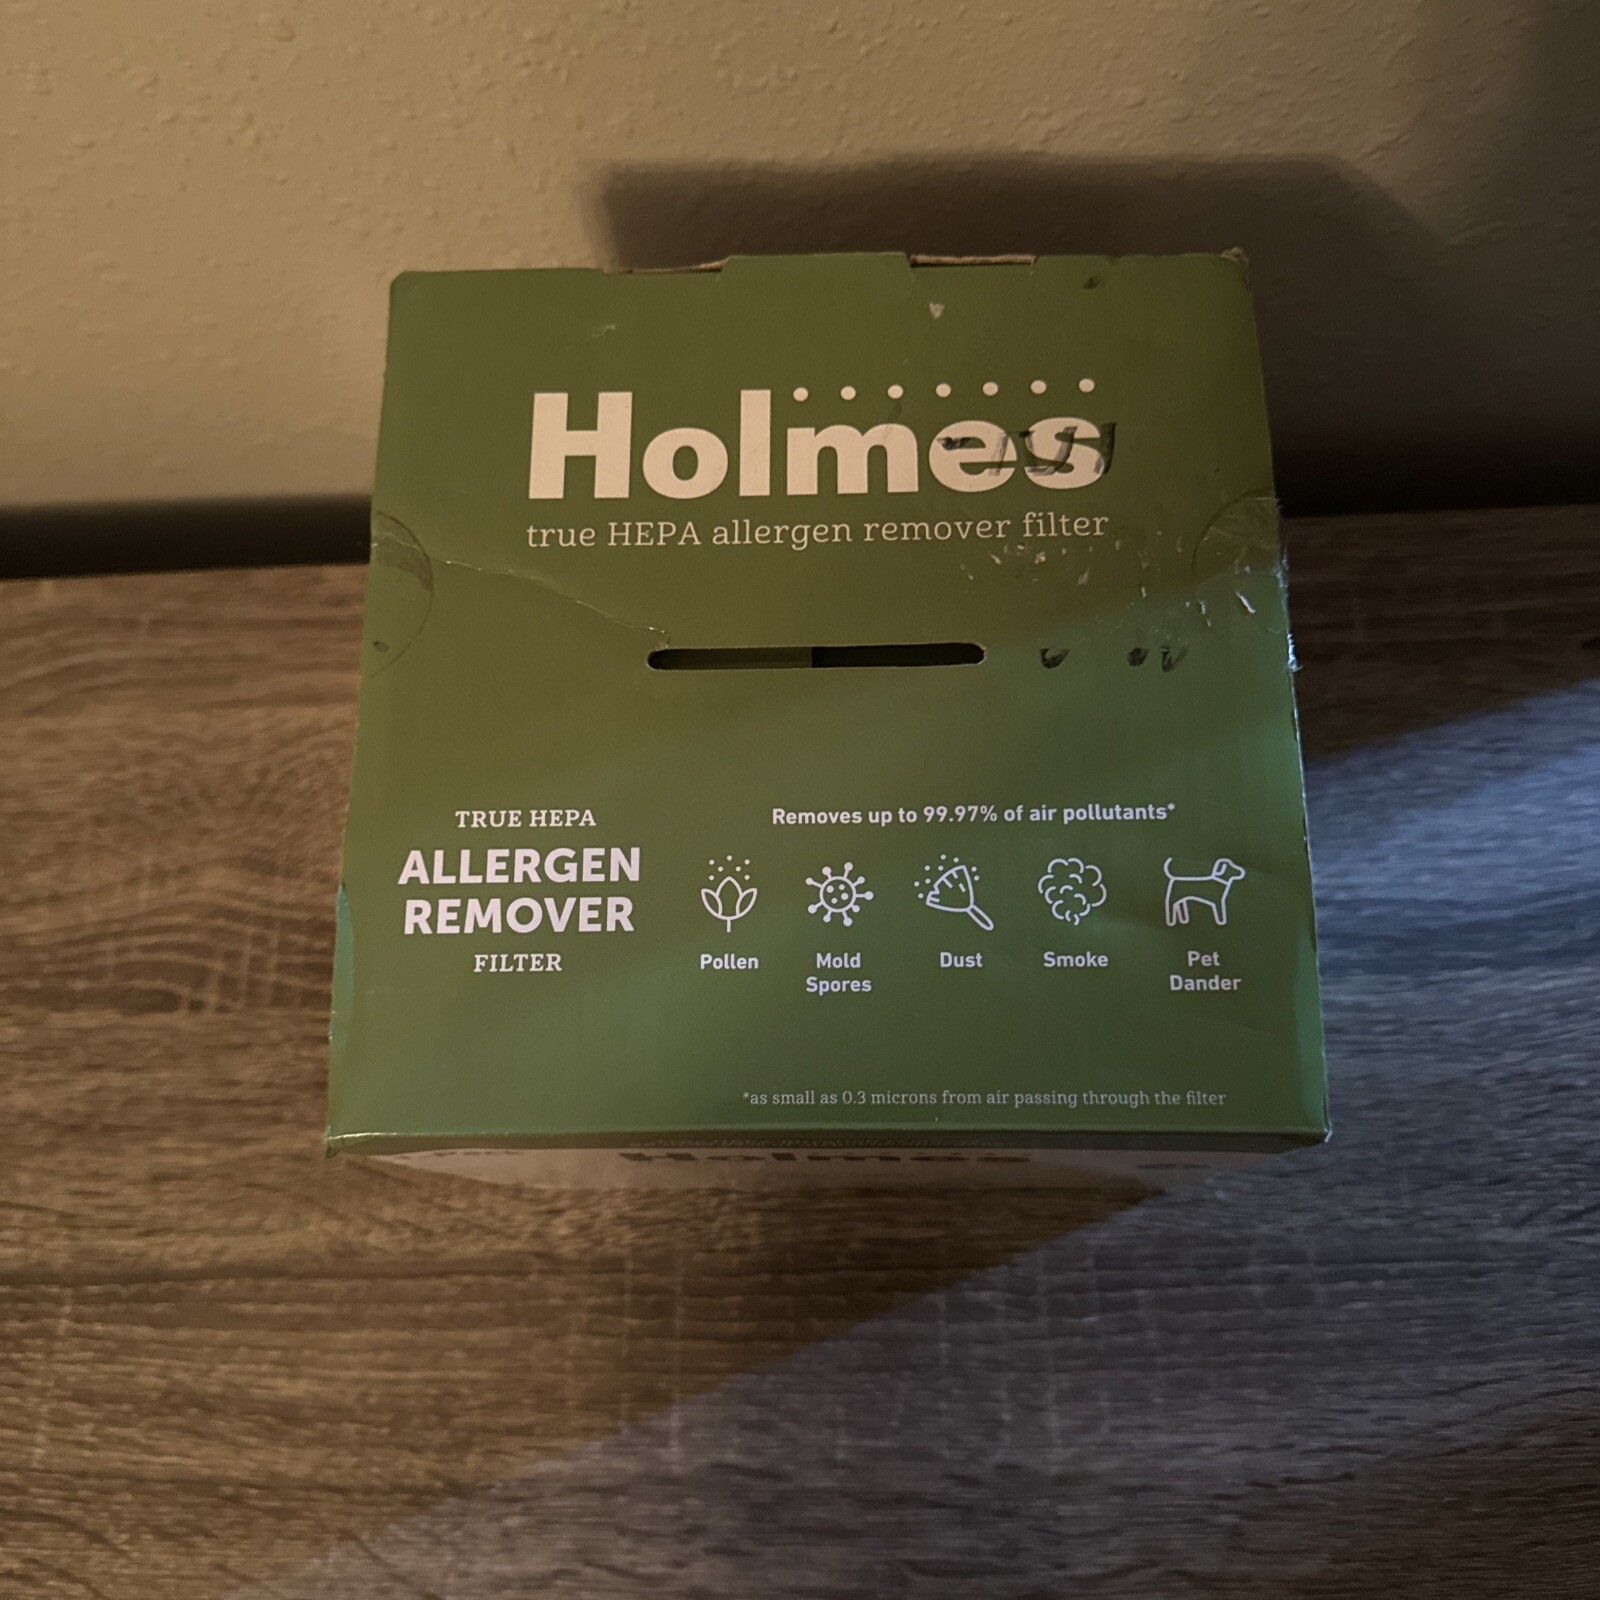 Holmes
true HEPA allergen remover filter
TRUE HEPA
ALLERGEN
REMOVER
FILTER
Removes up to 99.97% of air pollutants*
Pollen
Mold
Spores
Dust
Smoke
Pet
Dander
*as small as 0.3 microns from air passing through the filter
Holmes